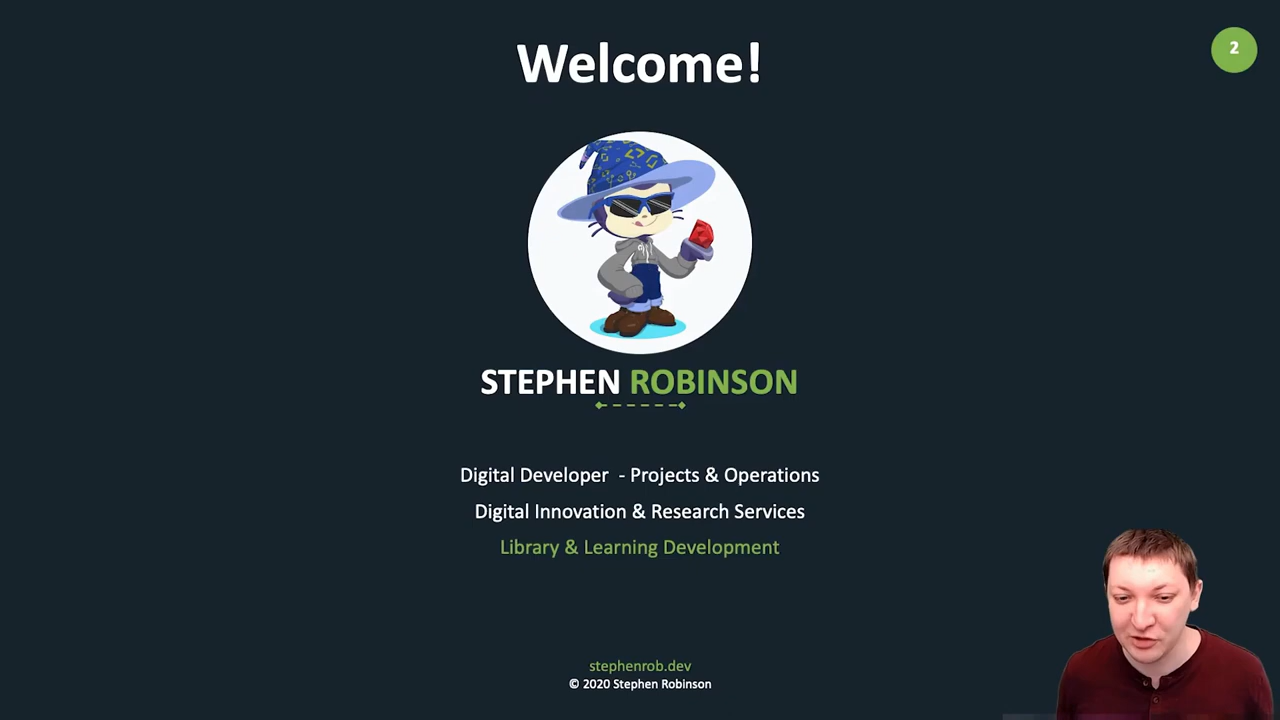 Welcome!
2
STEPHEN ROBINSON
Digital Developer - Projects & Operations
Digital Innovation & Research Services
Library & Learning Development
stephenrob.dev
© 2020 Stephen Robinson